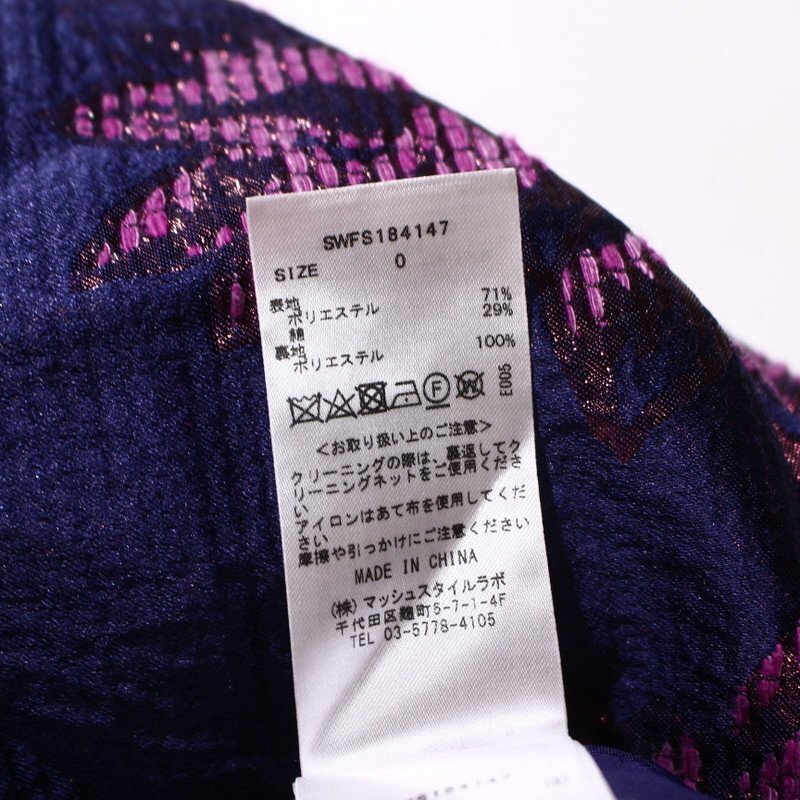 SWFS184147
SIZE 0
表地
ポリエステル 71%
綿 29%
裏地
ポリエステル 100%
F W E005
<お取り扱い上のご注意>
クリーニングの際は、裏返してク
リーニングネットをご使用くださ
い
アイロンはあて布を使用してくだ
さい
摩擦や引っかけにご注意ください
MADE IN CHINA
(株)マッシュスタイルラボ
千代田区麹町5-7-1-4F
TEL 03-5778-4105
184147